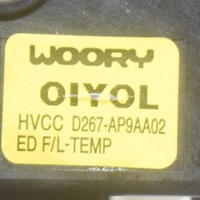 WOORY
OIYOL
HVCC D267-AP9AA02
ED F/L-TEMP